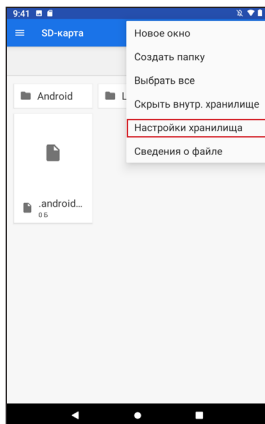 9:41
SD-карта
Новое окно
Создать папку
Выбрать все
Скрыть внутр. хранилище
Настройки хранилища
Сведения о файле
Android
L
.android...
0 Б